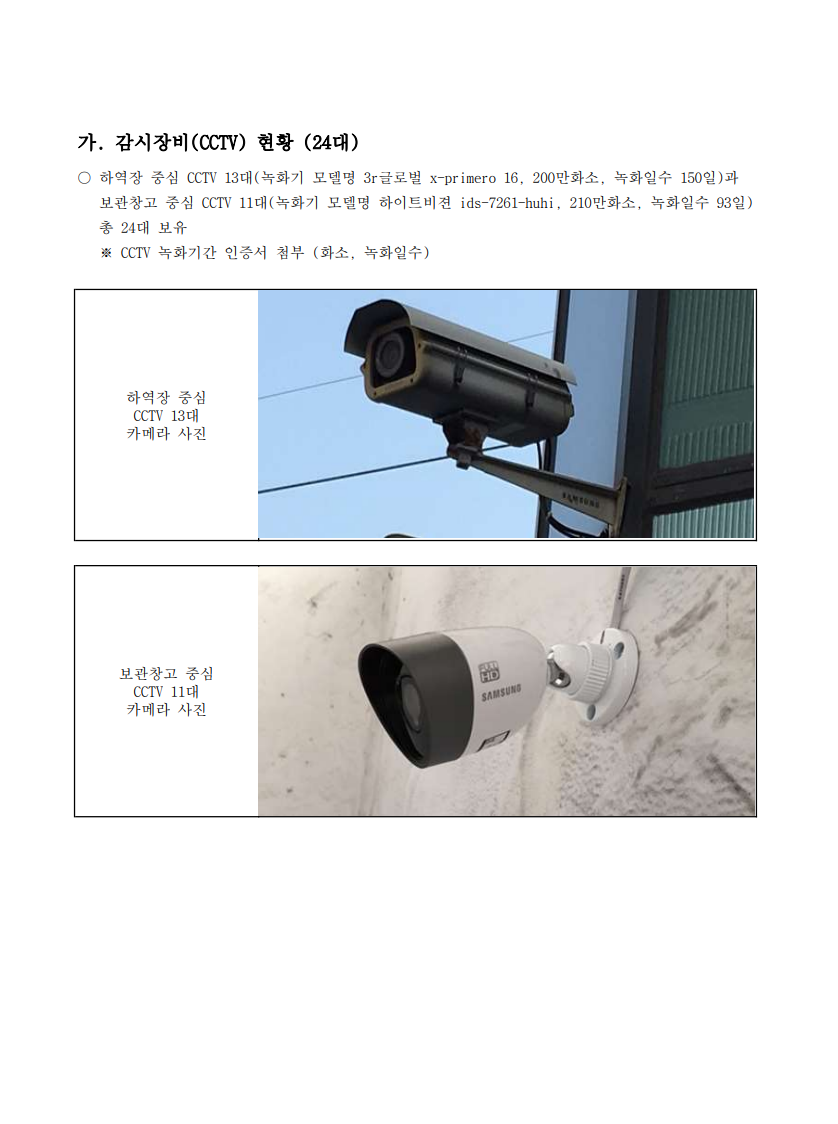 가. 감시장비(CCTV) 현황 (24대)
○ 하역장 중심 CCTV 13대(녹화기 모델명 3r글로벌 x-primero 16, 200만화소, 녹화일수 150일)과
보관창고 중심 CCTV 11대(녹화기 모델명 하이트비젼 ids-7261-huhi, 210만화소, 녹화일수 93일)
총 24대 보유
※ CCTV 녹화기간 인증서 첨부 (화소, 녹화일수)
하역장 중심
CCTV 13대
카메라 사진
SAMSUNG
보관창고 중심
CCTV 11대
카메라 사진
FULL
HD
SAMSUNG